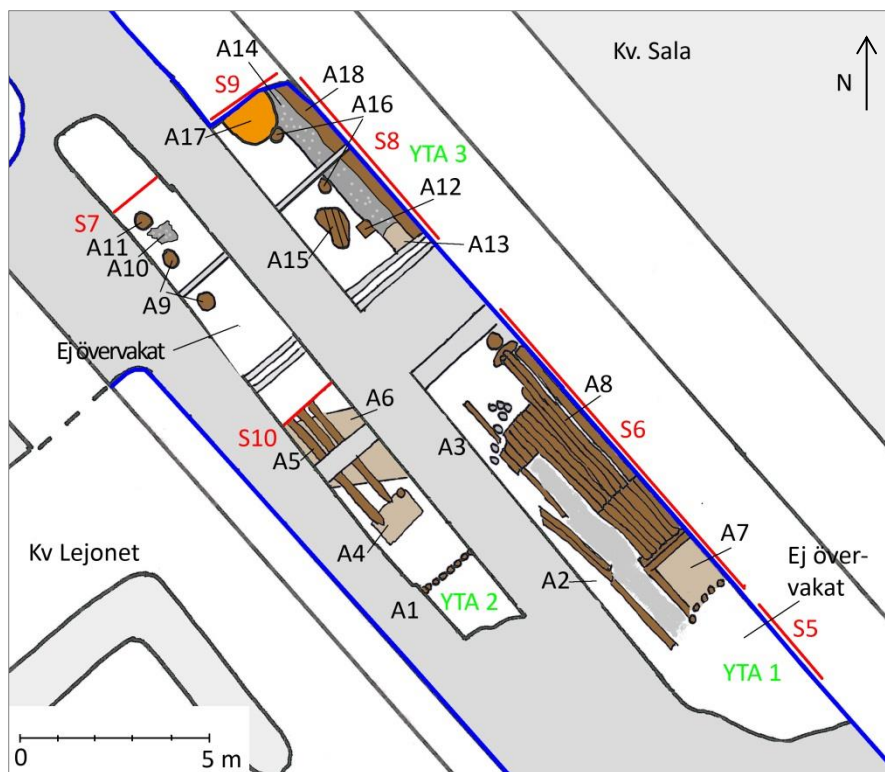 Kv. Sala
N
A14
S9
A18
A16
A17
S8
YTA 3
A12
S7
A11
A10
A15
A13
A9
Ej övervakat
A8
A6
A3
S6
S10
A5
A7
Kv Lejonet
A4
Ej över-
vakat
A2
A1
YTA 2
S5
YTA 1
0
5 m